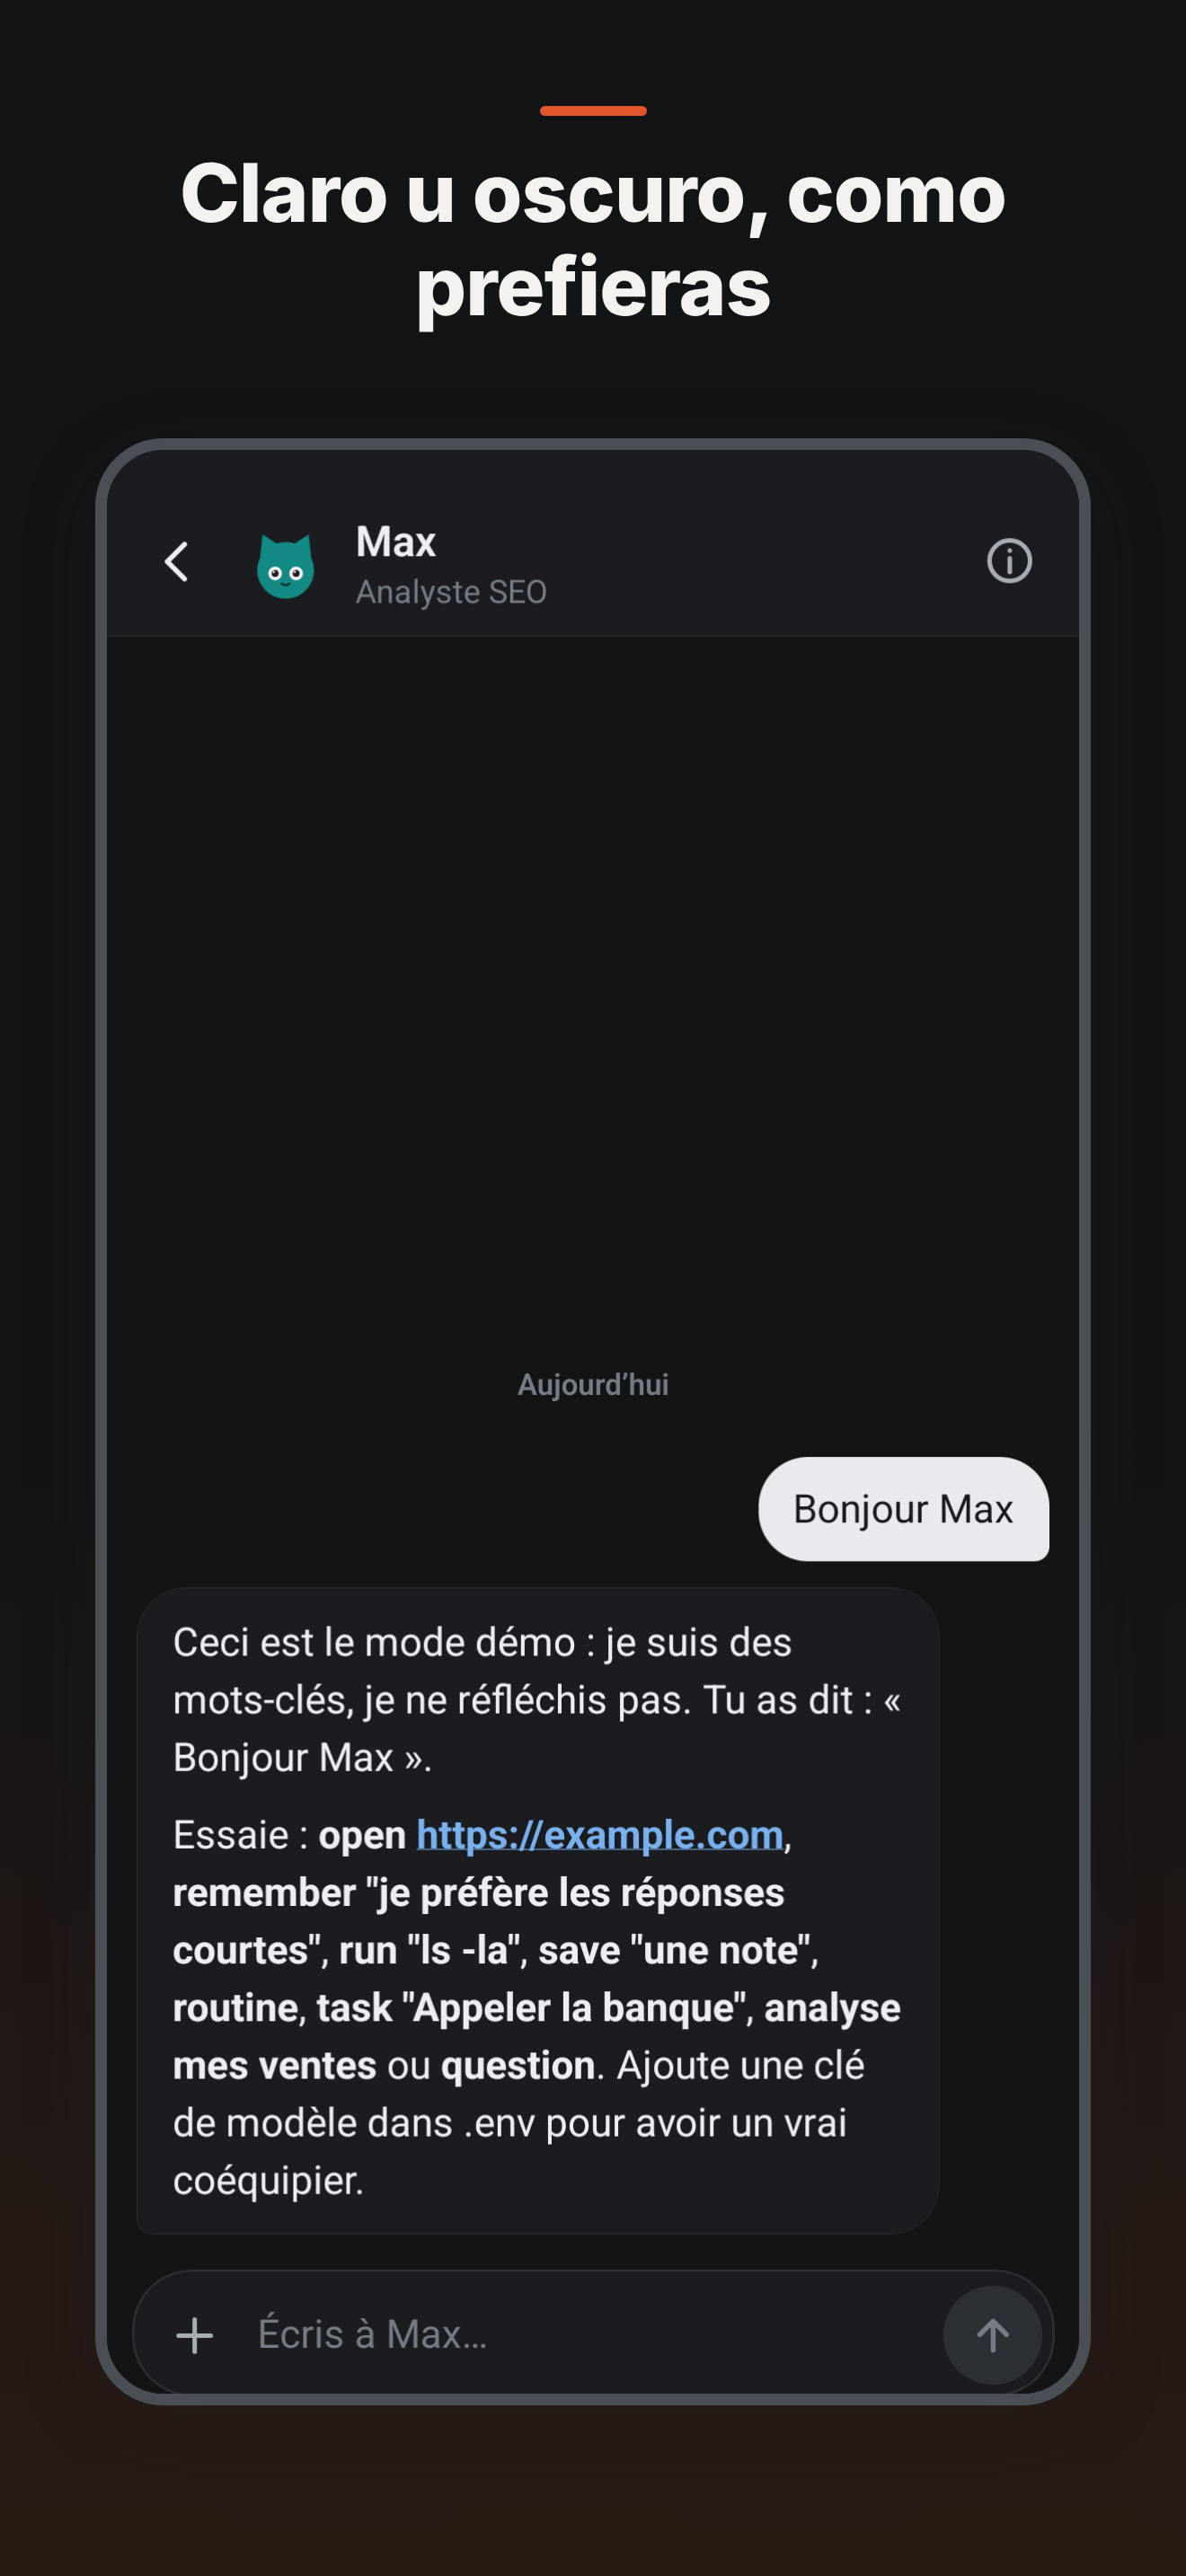 Claro u oscuro, como
prefieras
Max
Analyste SEO
Aujourd’hui
Bonjour Max
Ceci est le mode démo : je suis des
mots-clés, je ne réfléchis pas. Tu as dit : «
Bonjour Max ».
Essaie : open https://example.com,
remember "je préfère les réponses
courtes", run "ls -la", save "une note",
routine, task "Appeler la banque", analyse
mes ventes ou question. Ajoute une clé
de modèle dans .env pour avoir un vrai
coéquipier.
Écris à Max…